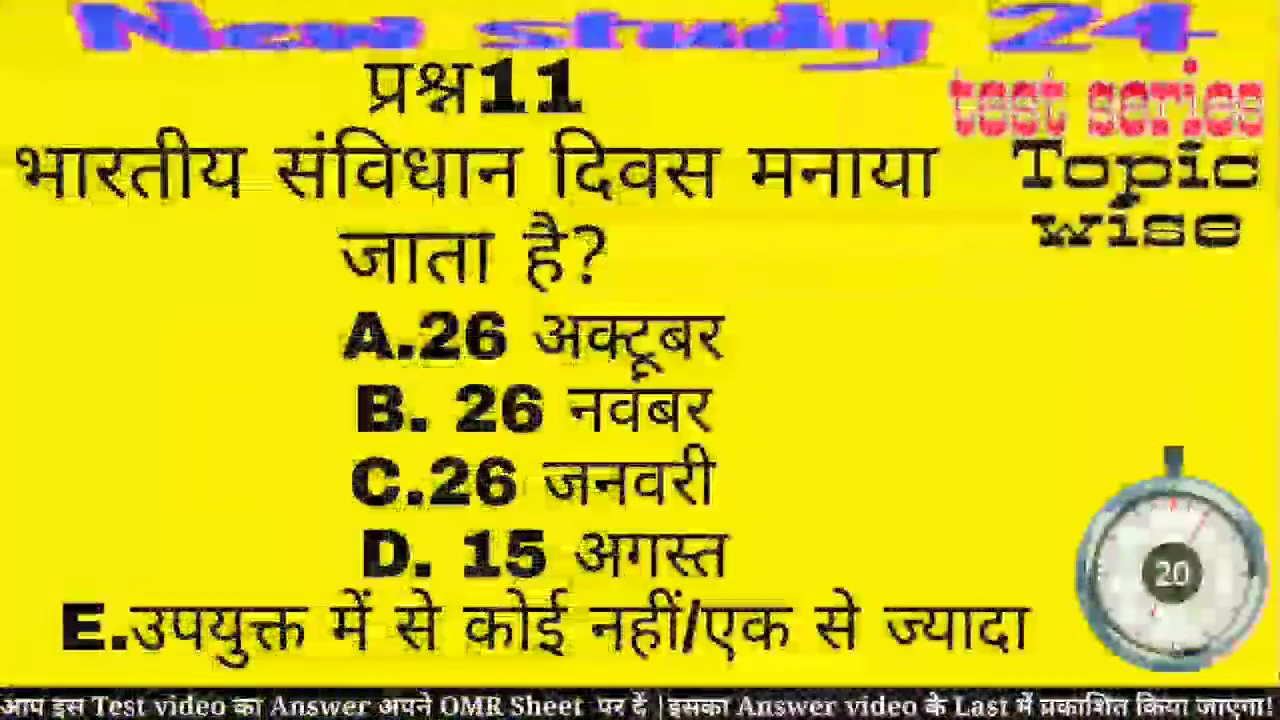 New study 24
test series
Topic
wise
प्रश्न11
भारतीय संविधान दिवस मनाया
जाता है?
A.26 अक्टूबर
B. 26 नवंबर
C.26 जनवरी
D. 15 अगस्त
E.उपयुक्त में से कोई नहीं/एक से ज्यादा
20
आप इस Test video का Answer अपने OMR Sheet पर दें |इसका Answer video के Last में प्रकाशित किया जाएगा!